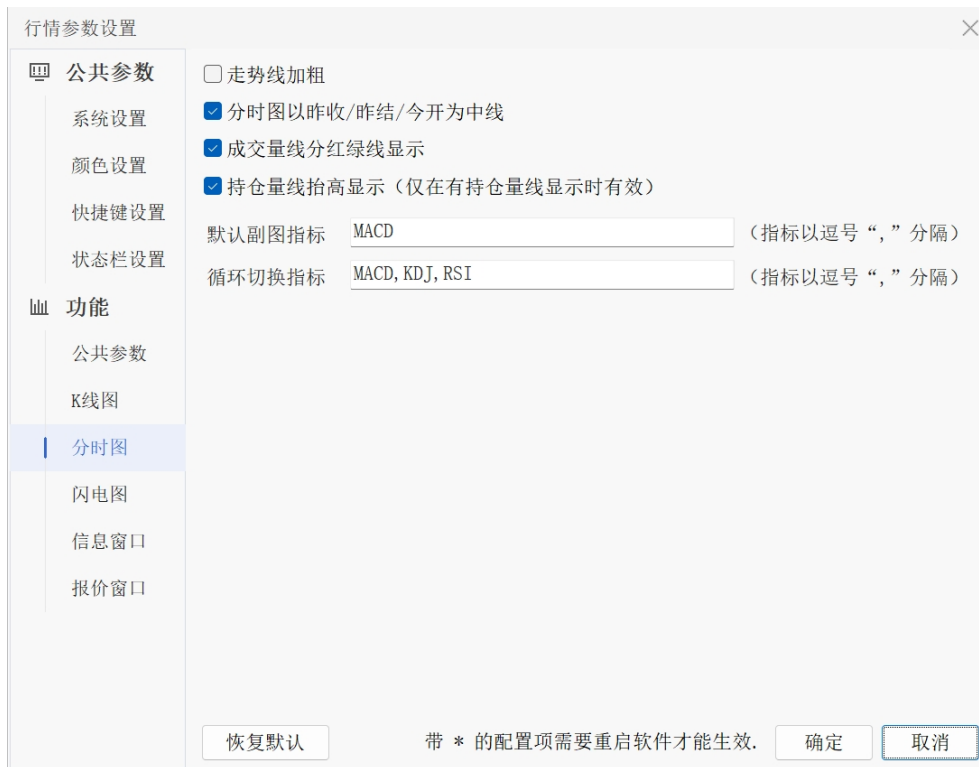 行情参数设置
公共参数
系统设置
颜色设置
快捷键设置
状态栏设置
功能
公共参数
K线图
分时图
闪电图
信息窗口
报价窗口
走势线加粗
分时图以昨收/昨结/今开为中线
成交量线分红绿线显示
持仓量线抬高显示（仅在有持仓量线显示时有效）
默认副图指标 MACD （指标以逗号“,”分隔）
循环切换指标 MACD,KDJ,RSI （指标以逗号“,”分隔）
恢复默认 带 * 的配置项需要重启软件才能生效. 确定 取消